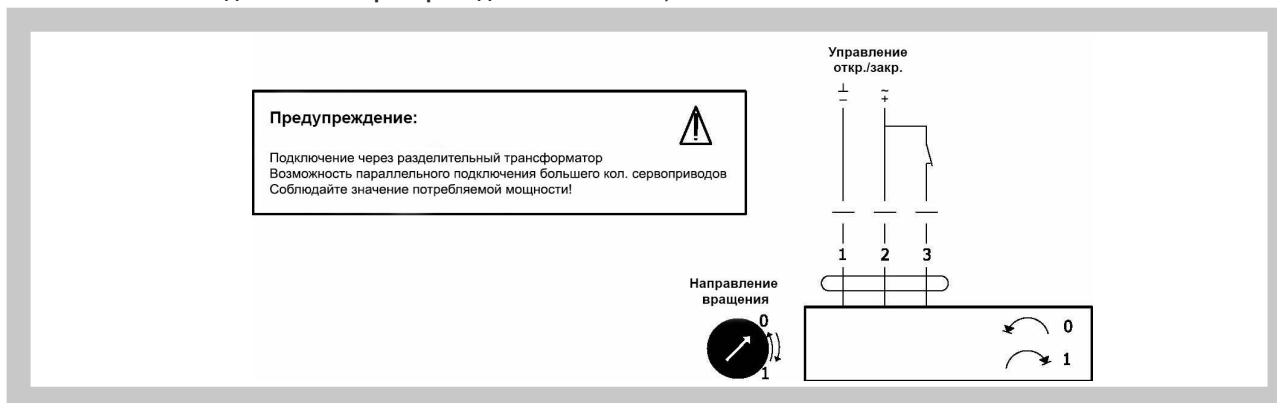 Управление
откр./закр.
⊥ ~
− +
Предупреждение:
Подключение через разделительный трансформатор
Возможность параллельного подключения большего кол. сервоприводов
Соблюдайте значение потребляемой мощности!
1 2 3
Направление
вращения
0
1
0
1